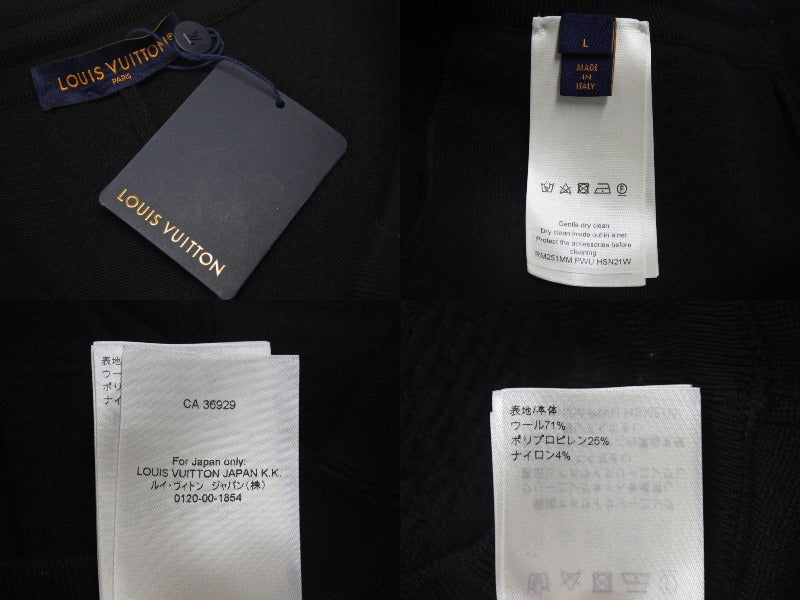 LOUIS VUITTON®
PARIS
LOUIS VUITTON
L
MADE
IN
ITALY
Gentle dry clean
Dry clean inside out in a net
Protect the accessories before
cleaning
RM251MM PWU HSN21W
表地
ウー
ポリ
ナイ
CA 36929
For Japan only:
LOUIS VUITTON JAPAN K.K.
ルイ・ヴィトン ジャパン(株)
0120-00-1854
表地/本体
ウール71%
ポリプロピレン25%
ナイロン4%